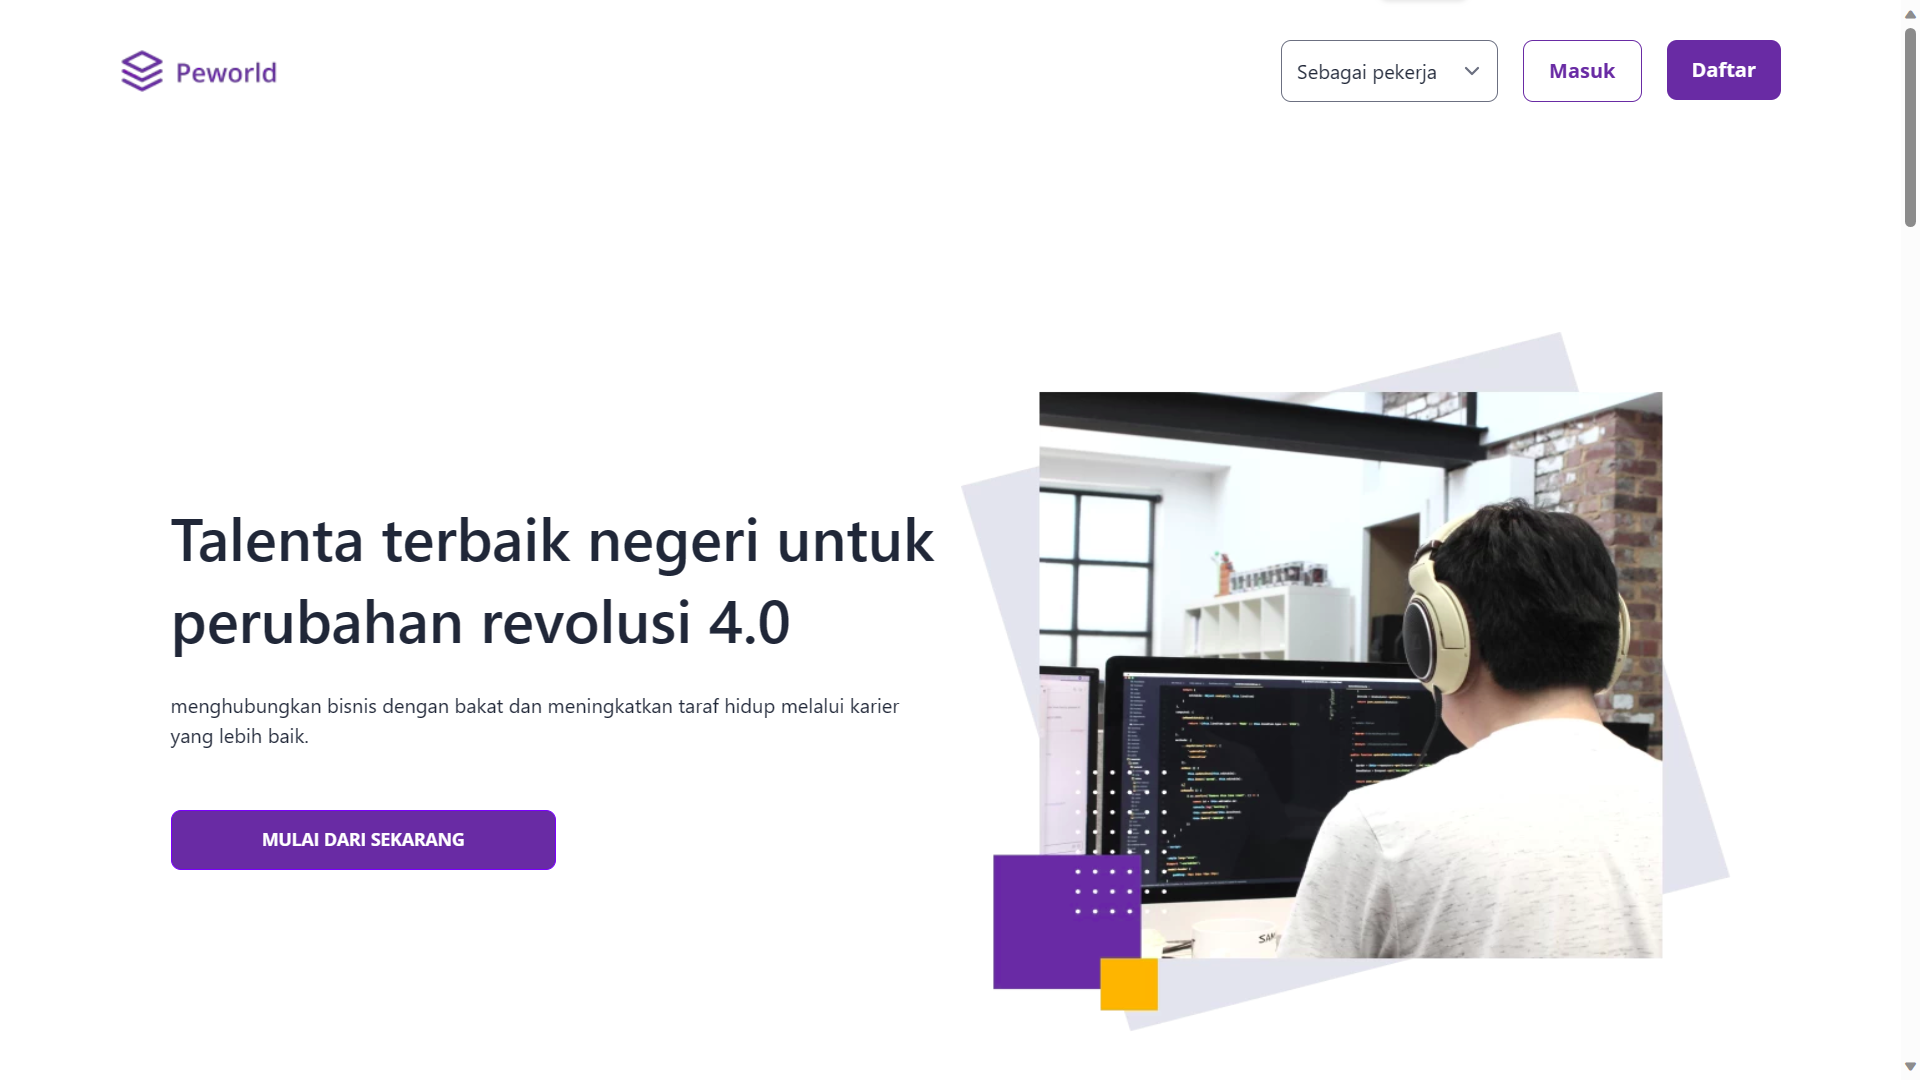 Peworld
Sebagai pekerja
Masuk
Daftar
Talenta terbaik negeri untuk
perubahan revolusi 4.0
menghubungkan bisnis dengan bakat dan meningkatkan taraf hidup melalui karier
yang lebih baik.
MULAI DARI SEKARANG